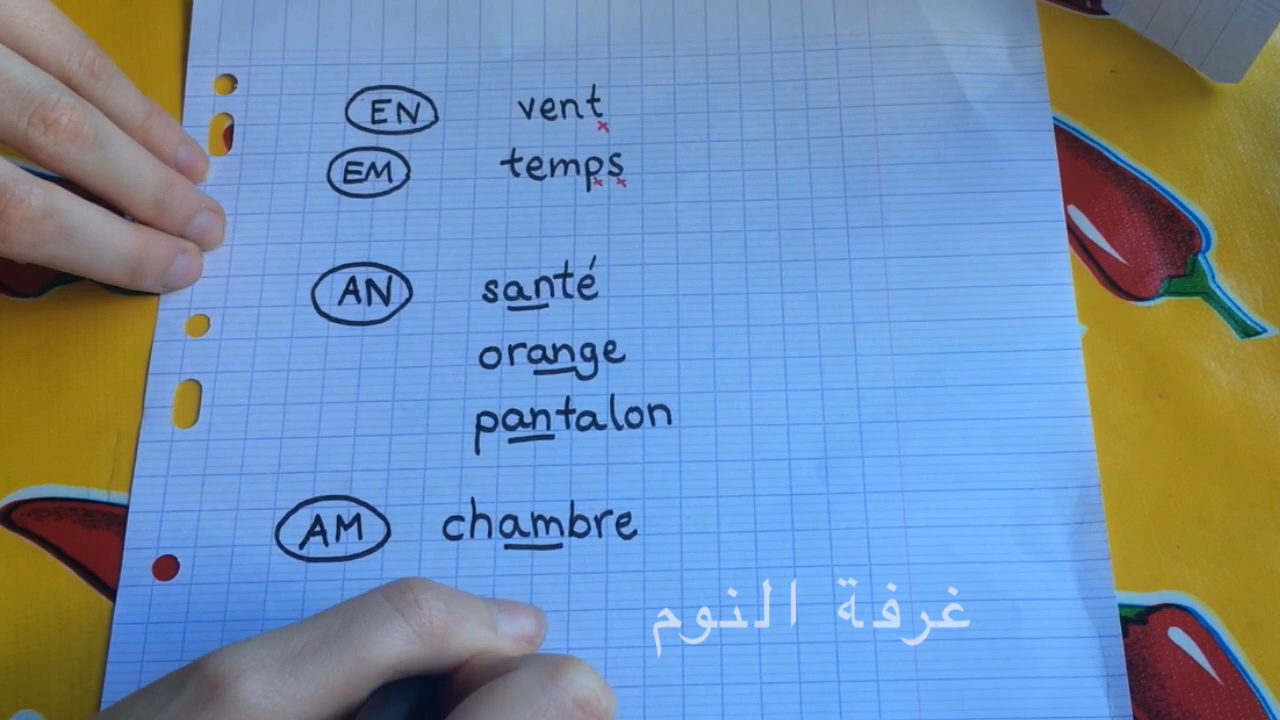 EN vent
EM temps
AN santé
orange
pantalon
AM chambre
غرفة النوم